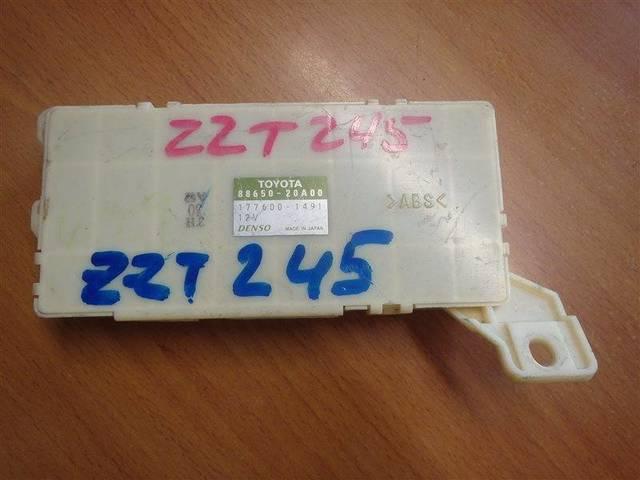 ZZT 245
TOYOTA
88650-20A00
177600-1491
12V
DENSO MADE IN JAPAN
>ABS<
ZZT 245